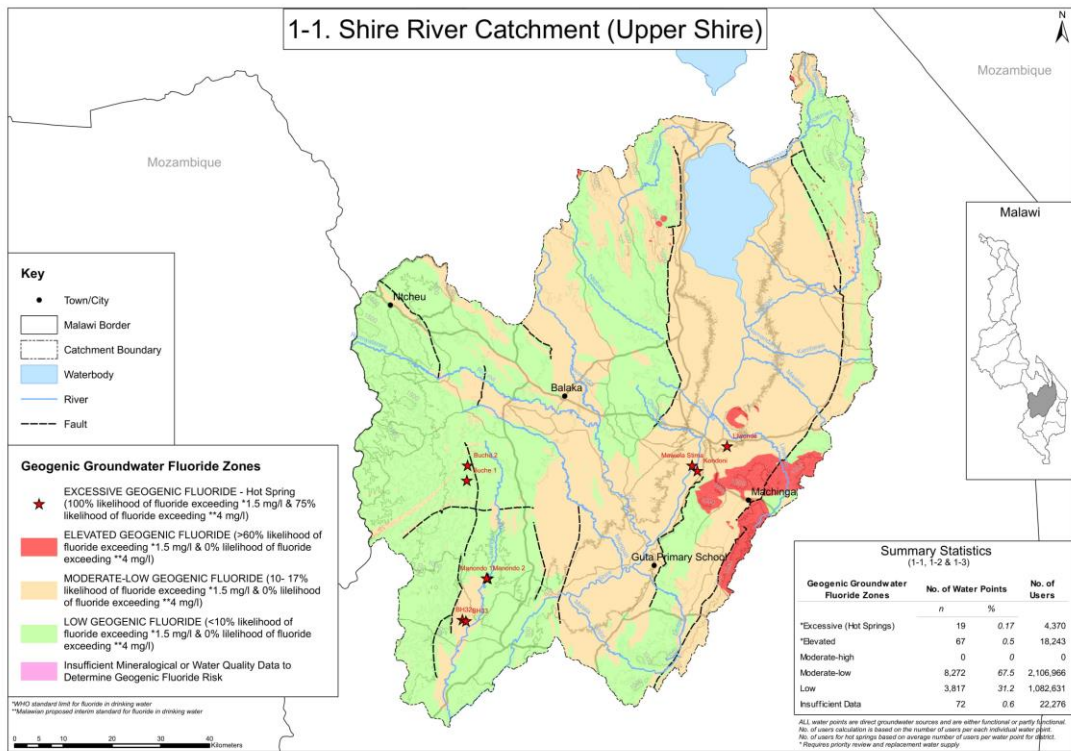 1-1. Shire River Catchment (Upper Shire)
N
Mozambique
Mozambique
Malawi
Ntcheu
Balaka
Bucha 2
Liwonde
Kondoni
Machinga
Guta Primary School
Manondo 1
Manondo 2
BH32
BH31
Key
Town/City
Malawi Border
Catchment Boundary
Waterbody
River
Fault
Geogenic Groundwater Fluoride Zones
EXCESSIVE GEOGENIC FLUORIDE - Hot Spring
(100% likelihood of fluoride exceeding *1.5 mg/l & 75%
likelihood of fluoride exceeding **4 mg/l)
ELEVATED GEOGENIC FLUORIDE (>60% likelihood of
fluoride exceeding *1.5 mg/l & 0% lilelihood of fluoride
exceeding **4 mg/l)
MODERATE-LOW GEOGENIC FLUORIDE (10- 17%
likelihood of fluoride exceeding *1.5 mg/l & 0% lilelihood
of fluoride exceeding **4 mg/l)
LOW GEOGENIC FLUORIDE (<10% likelihood of
fluoride exceeding *1.5 mg/l & 0% likelihood of fluoride
exceeding **4 mg/l)
Insufficient Mineralogical or Water Quality Data to
Determine Geogenic Fluoride Risk
*WHO standard limit for fluoride in drinking water
**Malawian proposed interim standard for fluoride in drinking water
0 5 10 20 30 40
Kilometers
Summary Statistics
(1-1, 1-2 & 1-3)
Geogenic Groundwater Fluoride Zones No. of Water Points No. of Users
n %
*Excessive (Hot Springs) 19 0.17 4,370
*Elevated 67 0.5 18,243
Moderate-high 0 0 0
Moderate-low 8,272 67.5 2,106,966
Low 3,817 31.2 1,082,631
Insufficient Data 72 0.6 22,276
ALL water points are direct groundwater sources and are either functional or partly functional.
No. of users calculation is based on the number of users per each individual water point.
No. of users for hot springs based on average number of users per water point for district.
* Requires priority review and replacement water supply